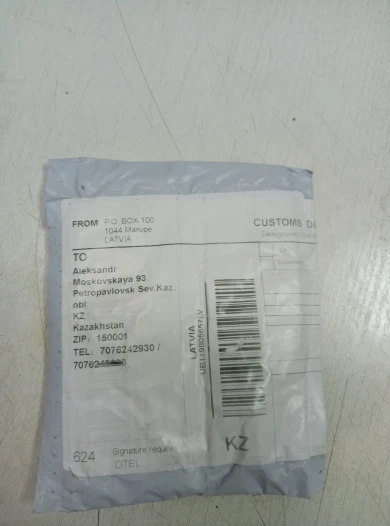 FROM P.O. BOX 100
1044 Marupe
LATVIA
CUSTOMS
TO
Aleksandr
Moskovskaya 93
Petropavlovsk Sev.Kaz.
obl.
KZ
Kazakhstan
ZIP: 150001
TEL: 7076242930 /
LATVIA
KZ
624
Signature require
DTEL